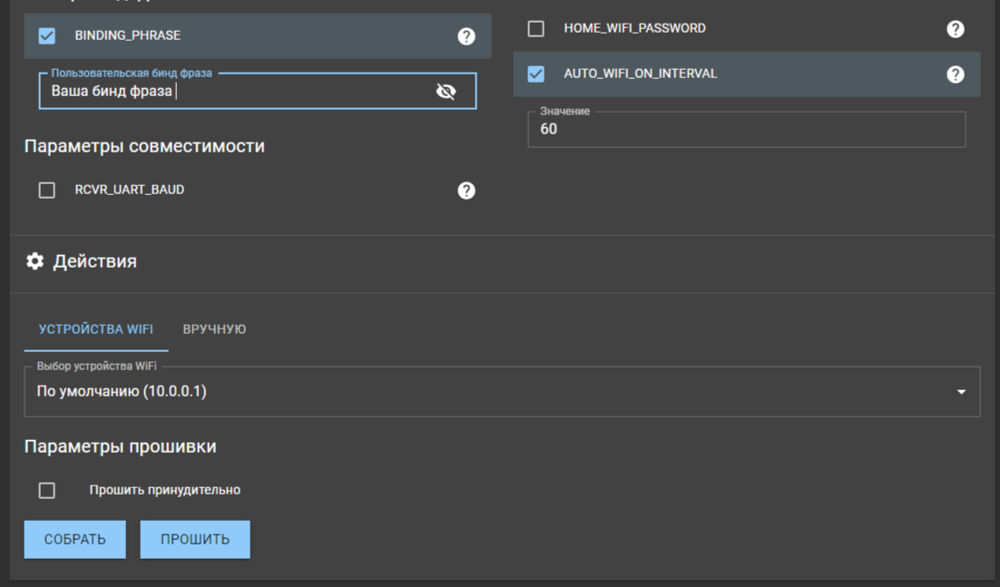 BINDING_PHRASE
?
Пользовательская бинд фраза
Ваша бинд фраза
HOME_WIFI_PASSWORD
?
AUTO_WIFI_ON_INTERVAL
?
Значение
60
Параметры совместимости
RCVR_UART_BAUD
?
Действия
УСТРОЙСТВА WIFI
ВРУЧНУЮ
Выбор устройства WiFi
По умолчанию (10.0.0.1)
Параметры прошивки
Прошить принудительно
СОБРАТЬ
ПРОШИТЬ